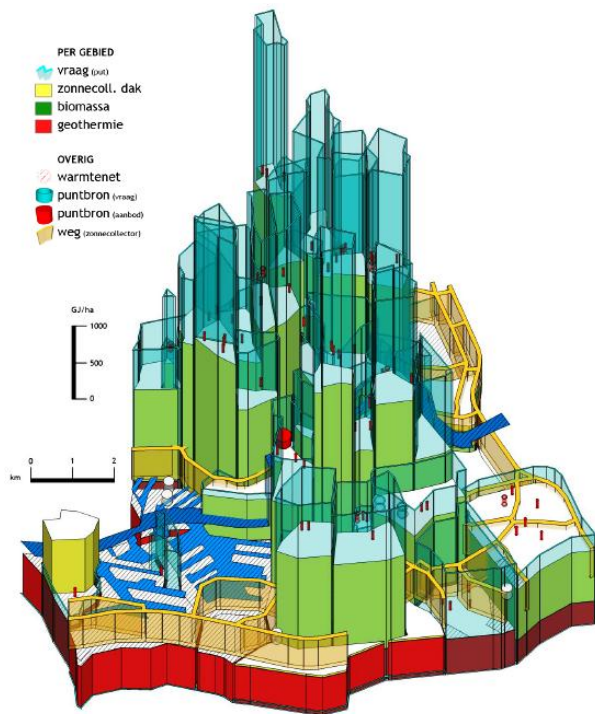 PER GEBIED
vraag (put)
zonnecoll. dak
biomassa
geothermie
OVERIG
warmtenet
puntbron (vraag)
puntbron (aanbod)
weg (zonnecollector)
GJ/ha
1000
500
0
0 1 2
km